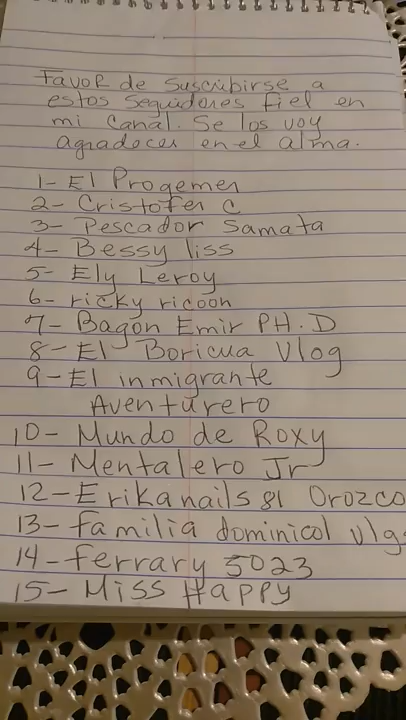 Favor de Suscribirse a
estos Seguidores fiel en
mi Canal. Se los voy
agradocer en el alma.
1- El Progemer
2- Cristofer C
3- Pescador Samata
4- Bessy liss
5- Ely Leroy
6- ricky ricoon
7- Bagon Emir PH.D
8- El Boricua Vlog
9- El inmigrante
Aventurero
10- Mundo de Roxy
11- Mentalero Jr
12- Erikanails 81 Orozco
13- familia dominicol Vlgs
14- ferrary 5023
15- Miss Happy